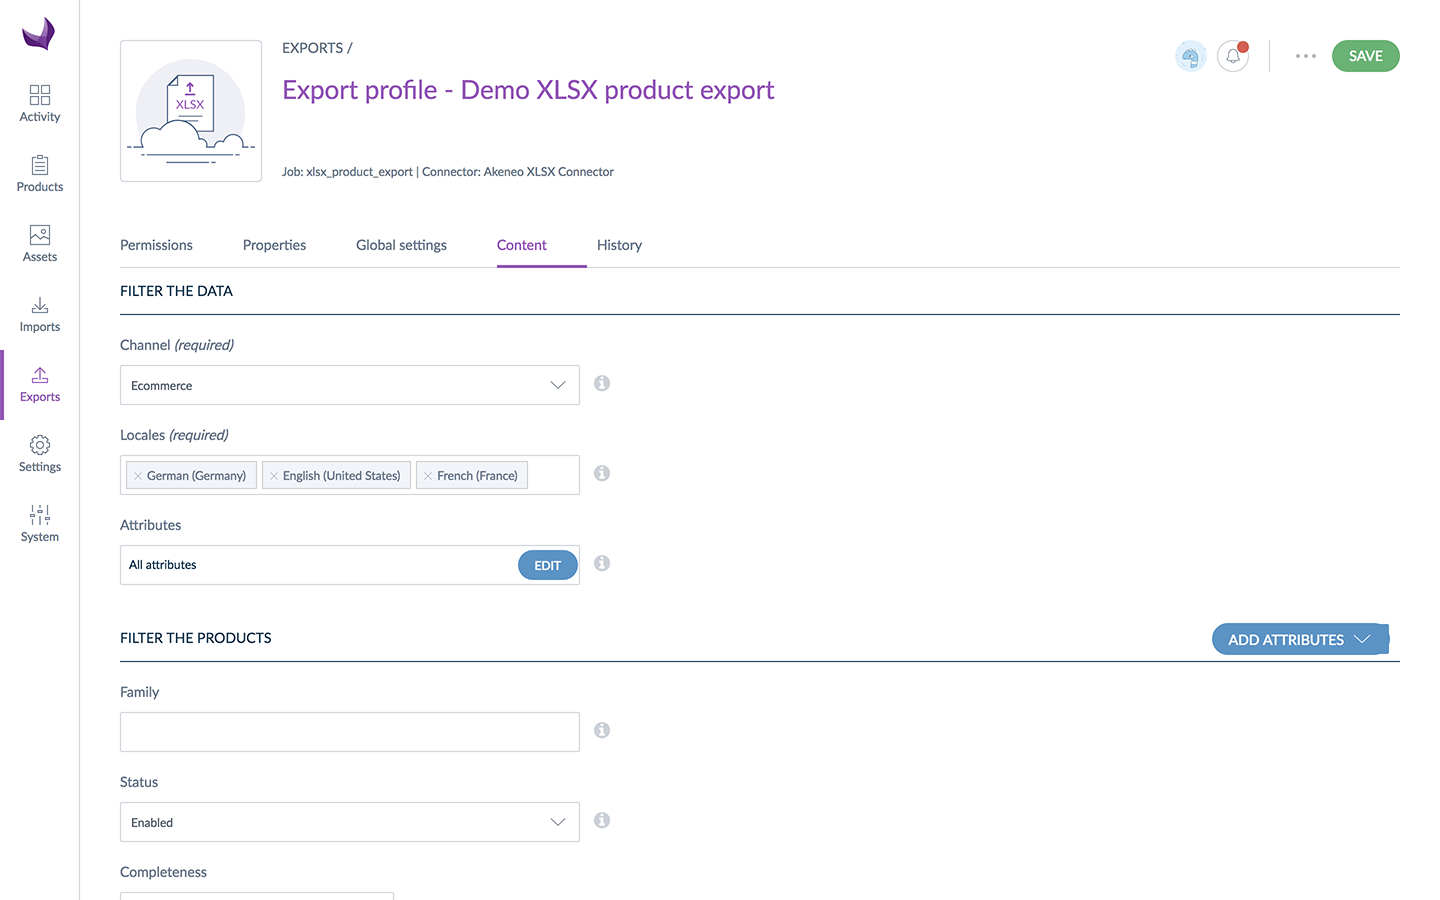 EXPORTS /
Export profile - Demo XLSX product export
SAVE
XLSX
Job: xlsx_product_export | Connector: Akeneo XLSX Connector
Activity
Products
Assets
Imports
Exports
Settings
System
Permissions Properties Global settings Content History
FILTER THE DATA
Channel (required)
Ecommerce
Locales (required)
German (Germany) English (United States) French (France)
Attributes
All attributes EDIT
FILTER THE PRODUCTS ADD ATTRIBUTES
Family
Status
Enabled
Completeness